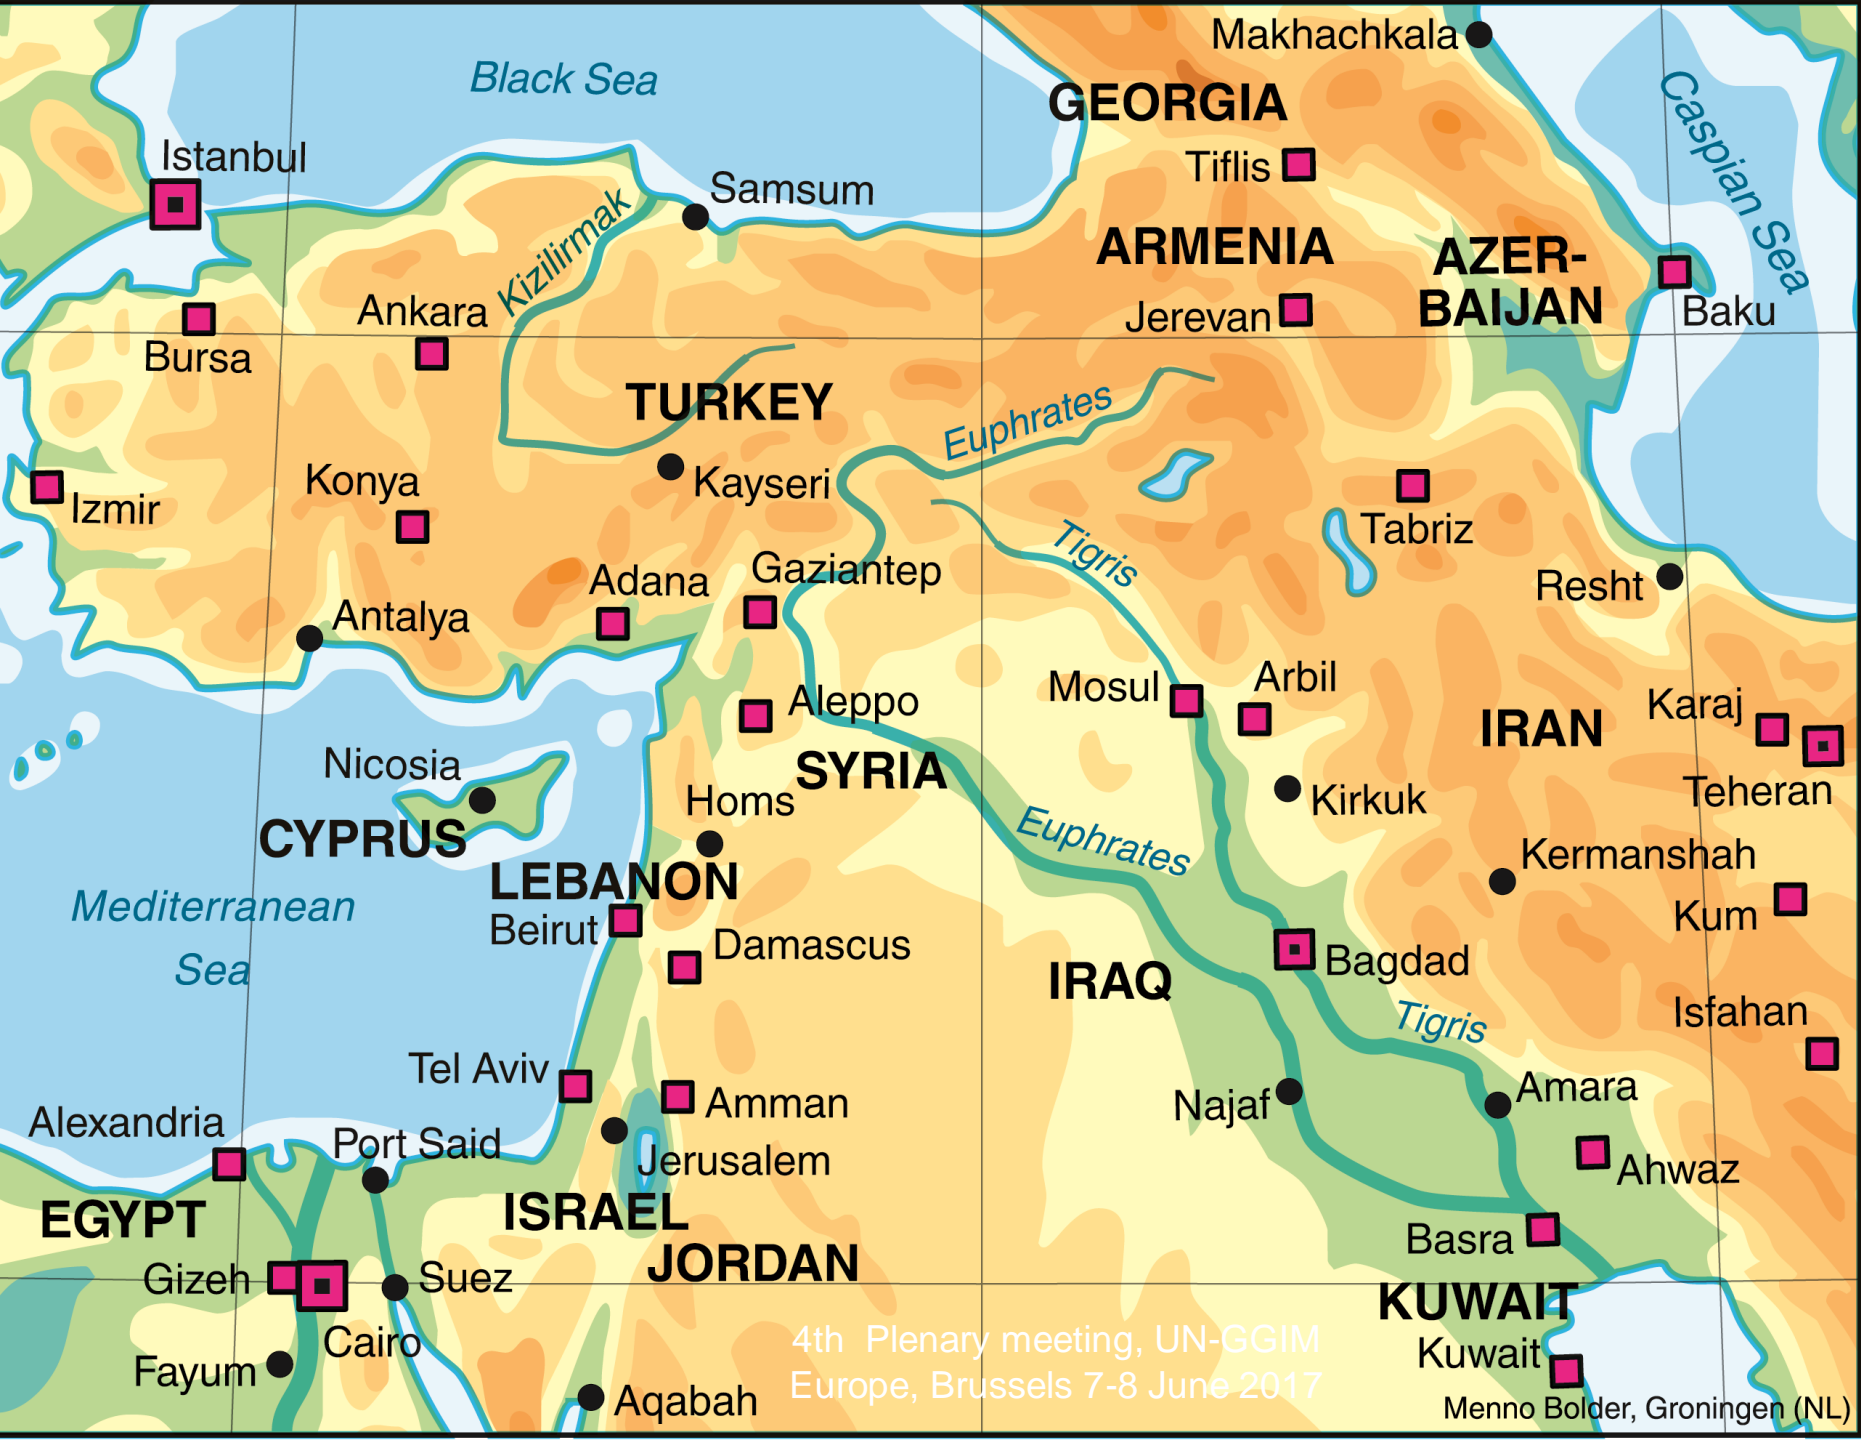 Makhachkala
Black Sea
GEORGIA
Caspian Sea
Istanbul
Tiflis
Samsum
Kizilirmak
ARMENIA
AZER-
BAIJAN
Ankara
Jerevan
Baku
Bursa
TURKEY
Euphrates
Konya
Kayseri
Izmir
Tabriz
Tigris
Gaziantep
Adana
Resht
Antalya
Mosul
Arbil
Aleppo
Karaj
IRAN
Nicosia
SYRIA
Teheran
Homs
Kirkuk
CYPRUS
Euphrates
Kermanshah
LEBANON
Mediterranean
Sea
Beirut
Kum
Damascus
Bagdad
IRAQ
Isfahan
Tigris
Tel Aviv
Amara
Amman
Najaf
Alexandria
Port Said
Jerusalem
Ahwaz
EGYPT
ISRAEL
Basra
JORDAN
Gizeh
Suez
KUWAIT
Cairo
4th Plenary meeting, UN-GGIM
Europe, Brussels 7-8 June 2017
Kuwait
Fayum
Aqabah
Menno Bolder, Groningen (NL)